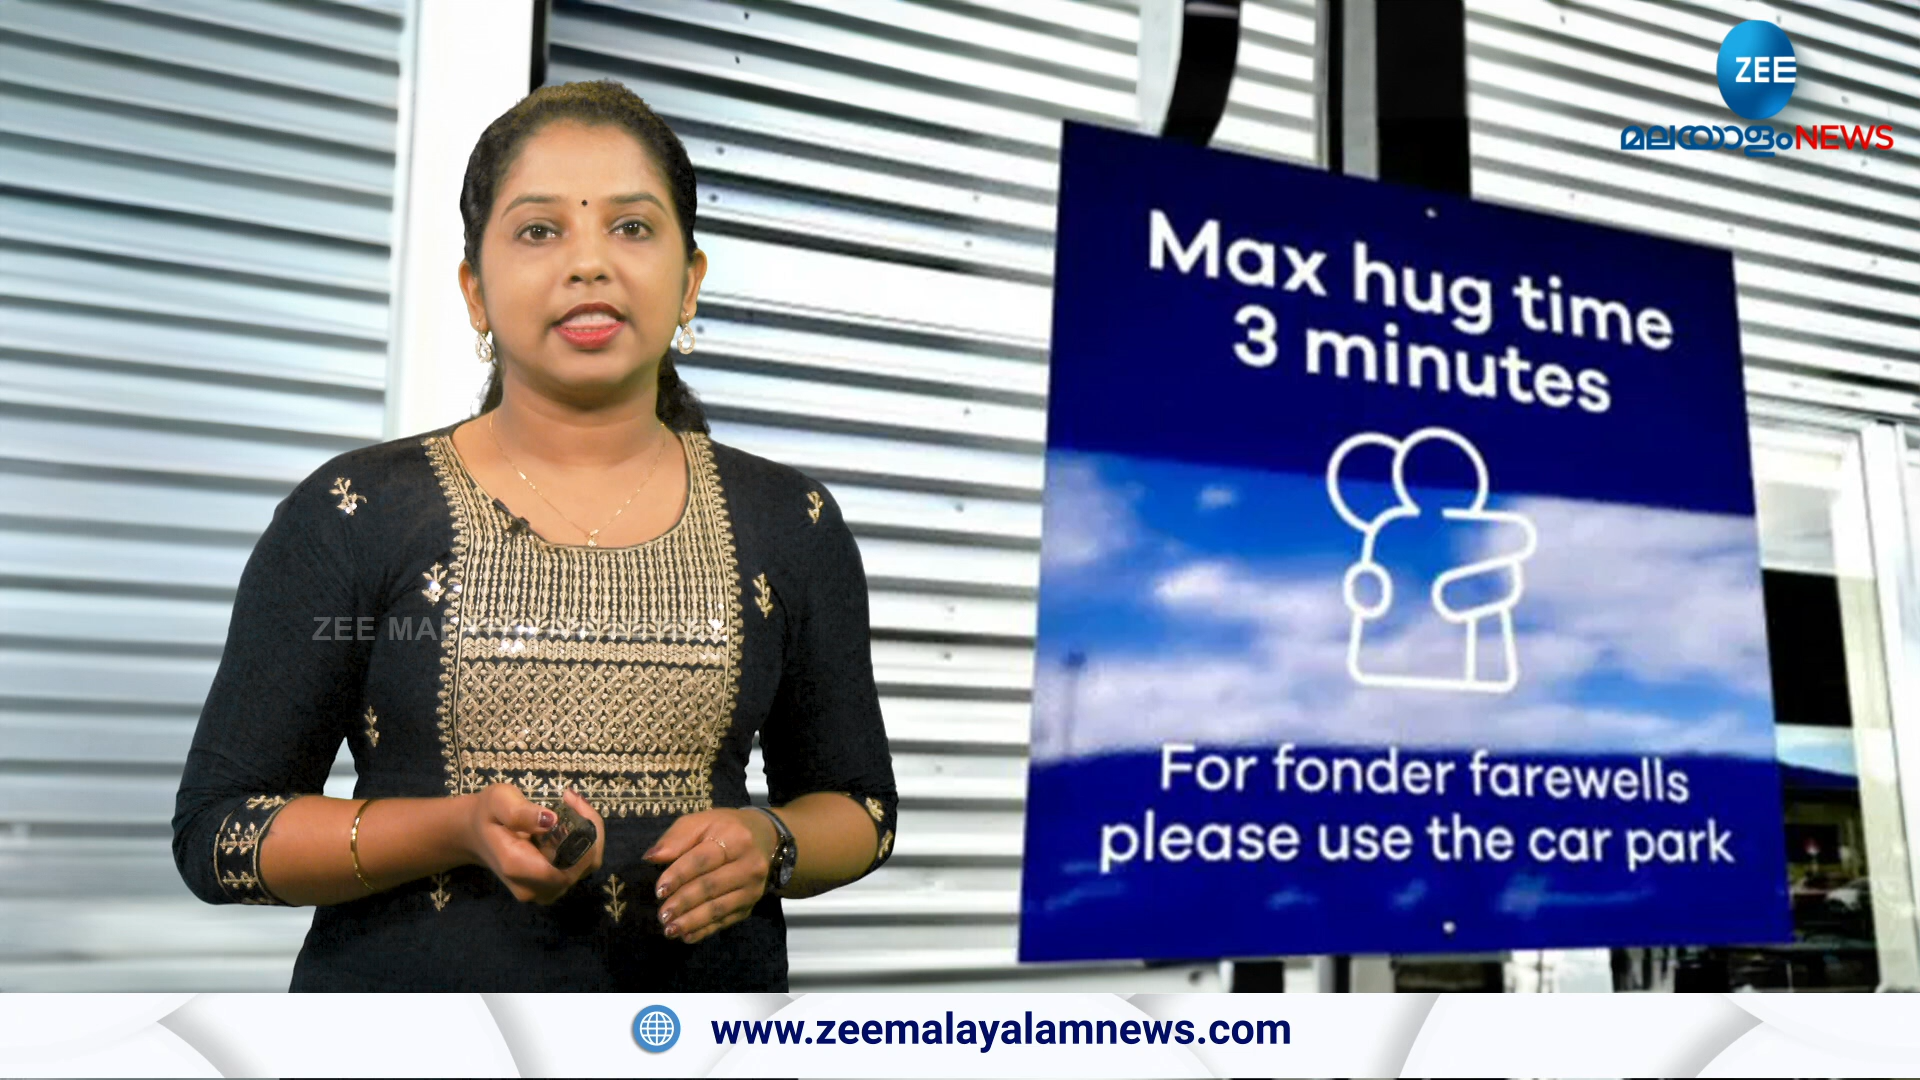 ZEE
മലയാളംNEWS
Max hug time
3 minutes
For fonder farewells
please use the car park
www.zeemalayalamnews.com